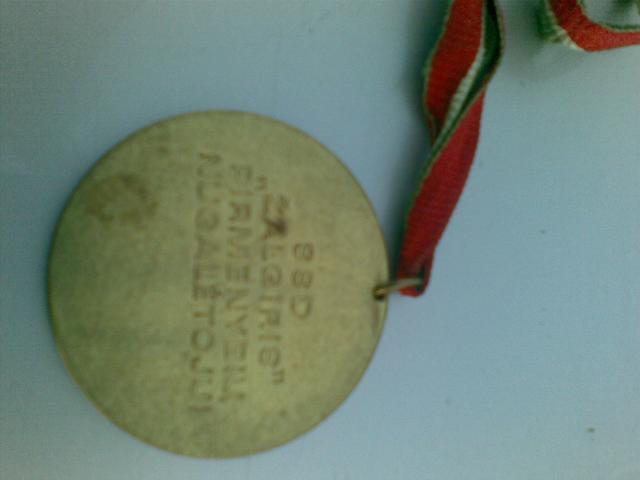 SSD
"ŽALGIRIS"
PIRMENYBIŲ
NUGALĖTOJUI